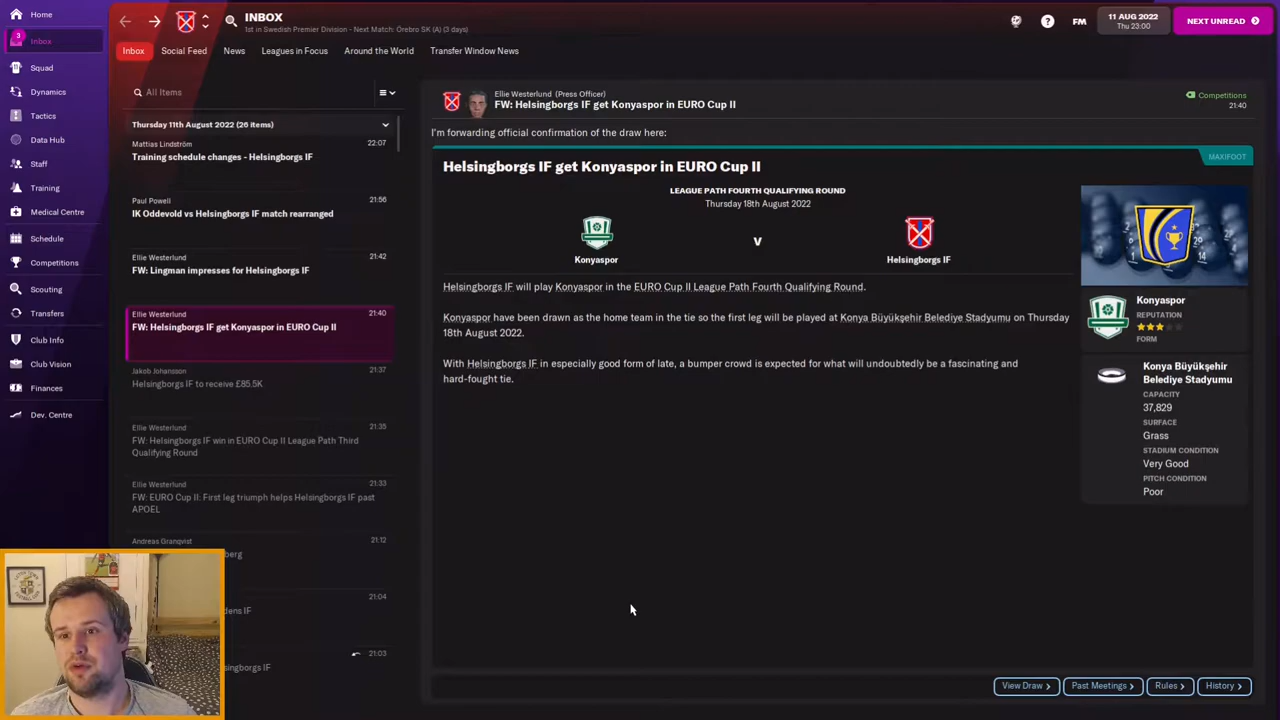 Home
INBOX
1st in Swedish Premier Division - Next Match: Örebro SK (A) (3 days)
FM
11 AUG 2022
Thu 23:00
NEXT UNREAD
3
Inbox
Squad
Dynamics
Tactics
Data Hub
Staff
Training
Medical Centre
Schedule
Competitions
Scouting
Transfers
Club Info
Club Vision
Finances
Dev. Centre
Inbox
Social Feed
News
Leagues in Focus
Around the World
Transfer Window News
All Items
Thursday 11th August 2022 (26 items)
Mattias Lindström 22:07
Training schedule changes - Helsingborgs IF
Paul Powell 21:56
IK Oddevold vs Helsingborgs IF match rearranged
Ellie Westerlund 21:42
FW: Lingman impresses for Helsingborgs IF
Ellie Westerlund 21:40
FW: Helsingborgs IF get Konyaspor in EURO Cup II
Jakob Johansson 21:37
Helsingborgs IF to receive £85.5K
Ellie Westerlund 21:35
FW: Helsingborgs IF win in EURO Cup II League Path Third
Qualifying Round
Ellie Westerlund 21:33
FW: EURO Cup II: First leg triumph helps Helsingborgs IF past
APOEL
Andreas Granqvist 21:12
berg
21:04
dens IF
21:03
singborgs IF
Ellie Westerlund (Press Officer)
FW: Helsingborgs IF get Konyaspor in EURO Cup II
Competitions
21:40
I'm forwarding official confirmation of the draw here:
MAXIFOOT
Helsingborgs IF get Konyaspor in EURO Cup II
LEAGUE PATH FOURTH QUALIFYING ROUND
Thursday 18th August 2022
v
Konyaspor
Helsingborgs IF
Helsingborgs IF will play Konyaspor in the EURO Cup II League Path Fourth Qualifying Round.
Konyaspor have been drawn as the home team in the tie so the first leg will be played at Konya Büyükşehir Belediye Stadyumu on Thursday
18th August 2022.
With Helsingborgs IF in especially good form of late, a bumper crowd is expected for what will undoubtedly be a fascinating and
hard-fought tie.
Konyaspor
REPUTATION
FORM
Konya Büyükşehir
Belediye Stadyumu
CAPACITY
37,829
SURFACE
Grass
STADIUM CONDITION
Very Good
PITCH CONDITION
Poor
View Draw
Past Meetings
Rules
History